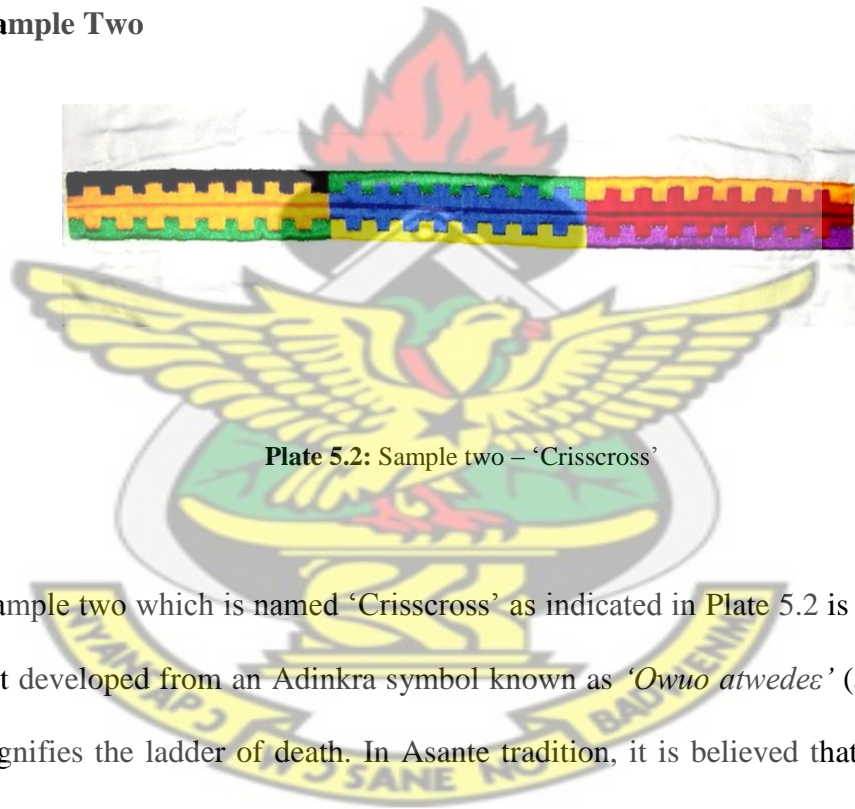 ample Two
Plate 5.2: Sample two – ‘Crisscross’
ample two which is named ‘Crisscross’ as indicated in Plate 5.2 is
t developed from an Adinkra symbol known as ‘Owuo atwedeɛ’ (
gnifies the ladder of death. In Asante tradition, it is believed that
SANE NO